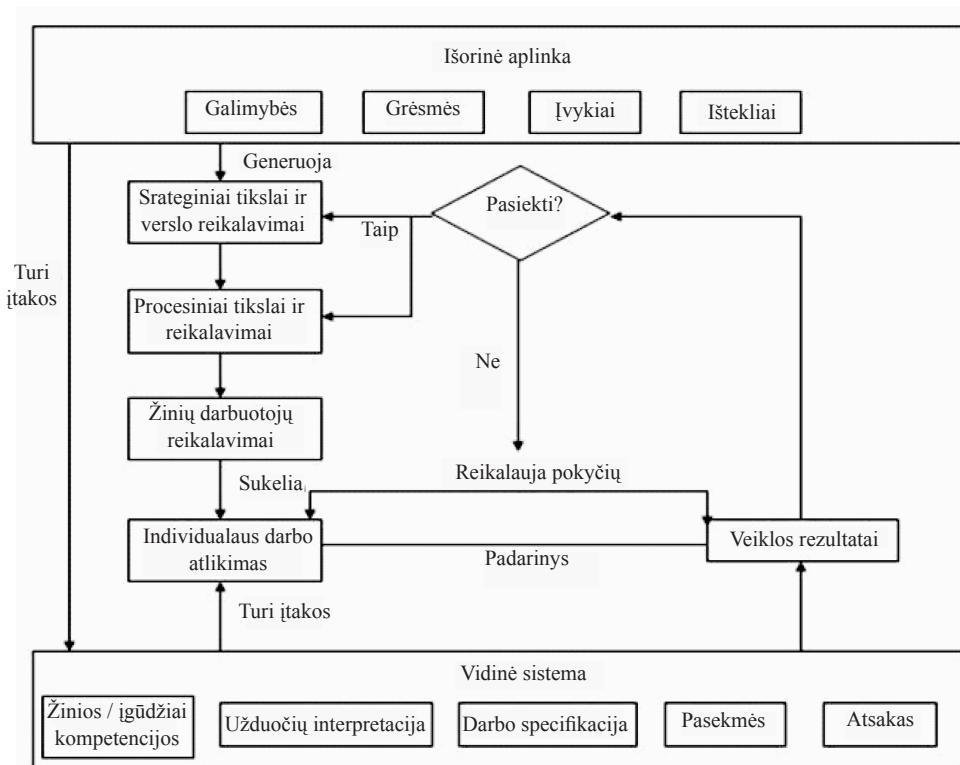 Išorinė aplinka
Galimybės
Grėsmės
Įvykiai
Ištekliai
Generuoja
Srateginiai tikslai ir
verslo reikalavimai
Pasiekti?
Taip
Turi
įtakos
Procesiniai tikslai ir
reikalavimai
Ne
Žinių darbuotojų
reikalavimai
Sukelia
Reikalauja pokyčių
Individualaus darbo
atlikimas
Padarinys
Veiklos rezultatai
Turi įtakos
Vidinė sistema
Žinios / įgūdžiai
kompetencijos
Užduočių interpretacija
Darbo specifikacija
Pasekmės
Atsakas